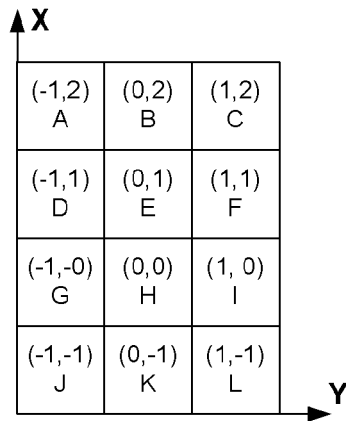 X
(-1,2) (0,2) (1,2)
A B C
(-1,1) (0,1) (1,1)
D E F
(-1,-0) (0,0) (1, 0)
G H I
(-1,-1) (0,-1) (1,-1)
J K L
Y